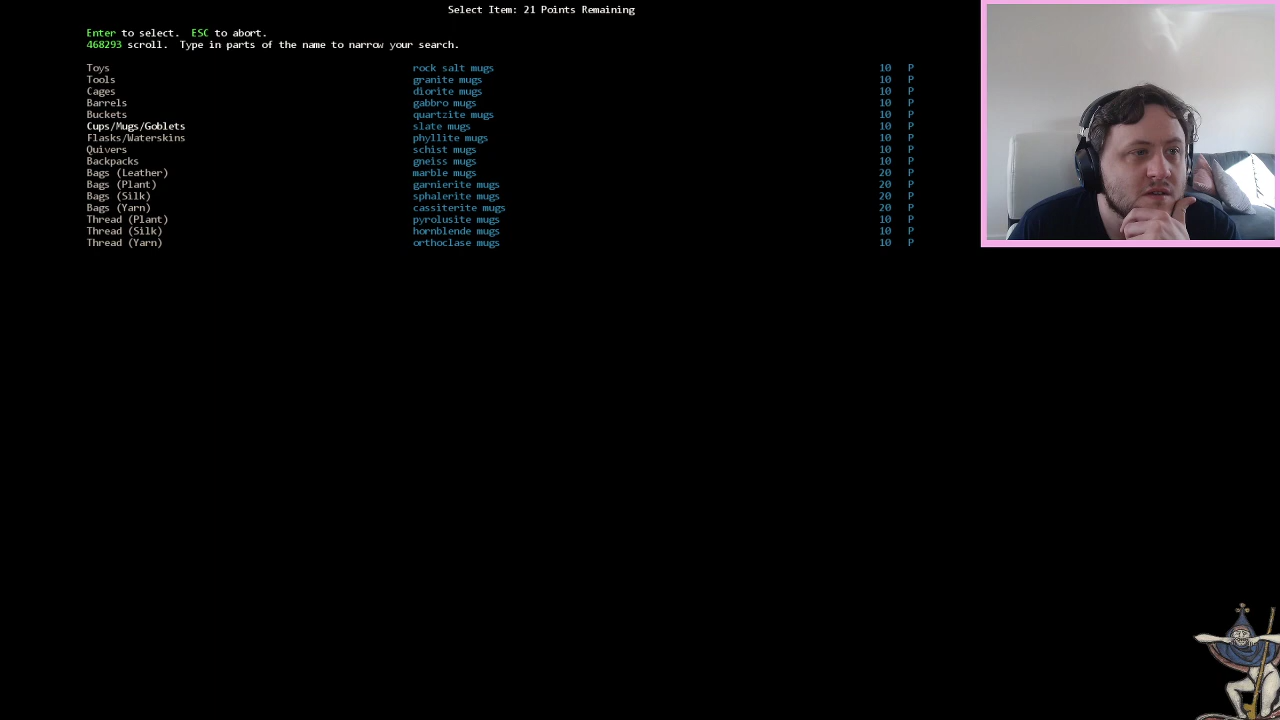 Select Item: 21 Points Remaining
Enter to select. ESC to abort.
468293 scroll. Type in parts of the name to narrow your search.
Toys rock salt mugs 10 P
Tools granite mugs 10 P
Cages diorite mugs 10 P
Barrels gabbro mugs 10 P
Buckets quartzite mugs 10 P
Cups/Mugs/Goblets slate mugs 10 P
Flasks/Waterskins phyllite mugs 10 P
Quivers schist mugs 10 P
Backpacks gneiss mugs 10 P
Bags (Leather) marble mugs 20 P
Bags (Plant) garnierite mugs 20 P
Bags (Silk) sphalerite mugs 20 P
Bags (Yarn) cassiterite mugs 20 P
Thread (Plant) pyrolusite mugs 10 P
Thread (Silk) hornblende mugs 10 P
Thread (Yarn) orthoclase mugs 10 P